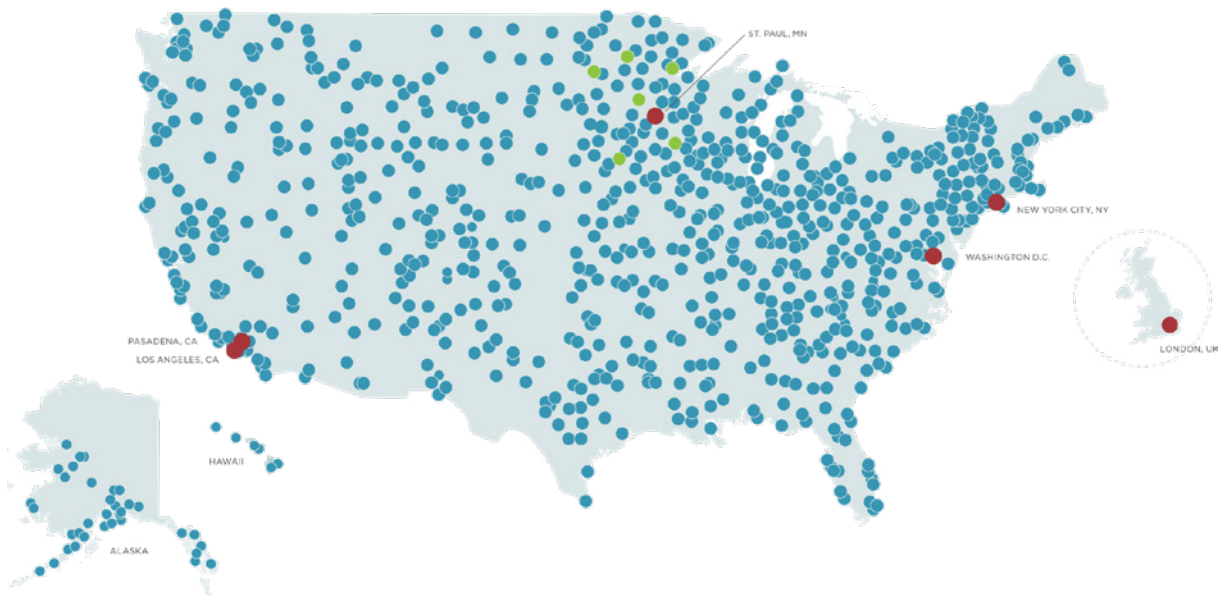 ST. PAUL, MN
NEW YORK CITY, NY
WASHINGTON D.C.
PASADENA, CA
LOS ANGELES, CA
LONDON, UK
HAWAII
ALASKA